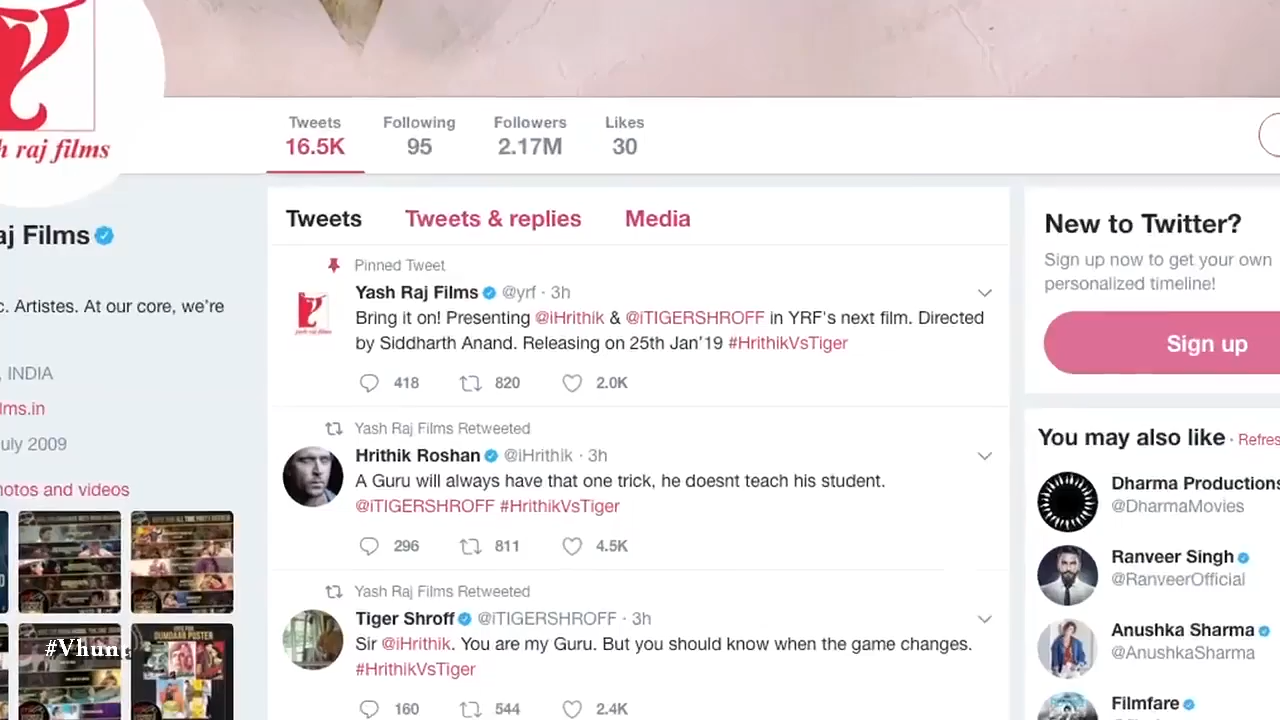 h raj films
Tweets Following Followers Likes
16.5K 95 2.17M 30
aj Films
c. Artistes. At our core, we're
, INDIA
lms.in
uly 2009
hotos and videos
#Vhun
DUMDAAR POSTER
Tweets Tweets & replies Media
Pinned Tweet
Yash Raj Films @yrf · 3h
Bring it on! Presenting @iHrithik & @iTIGERSHROFF in YRF's next film. Directed
by Siddharth Anand. Releasing on 25th Jan'19 #HrithikVsTiger
418 820 2.0K
Yash Raj Films Retweeted
Hrithik Roshan @iHrithik · 3h
A Guru will always have that one trick, he doesnt teach his student.
@iTIGERSHROFF #HrithikVsTiger
296 811 4.5K
Yash Raj Films Retweeted
Tiger Shroff @iTIGERSHROFF · 3h
Sir @iHrithik. You are my Guru. But you should know when the game changes.
#HrithikVsTiger
160 544 2.4K
New to Twitter?
Sign up now to get your own
personalized timeline!
Sign up
You may also like · Refres
Dharma Productions
@DharmaMovies
Ranveer Singh
@RanveerOfficial
Anushka Sharma
@AnushkaSharma
Filmfare